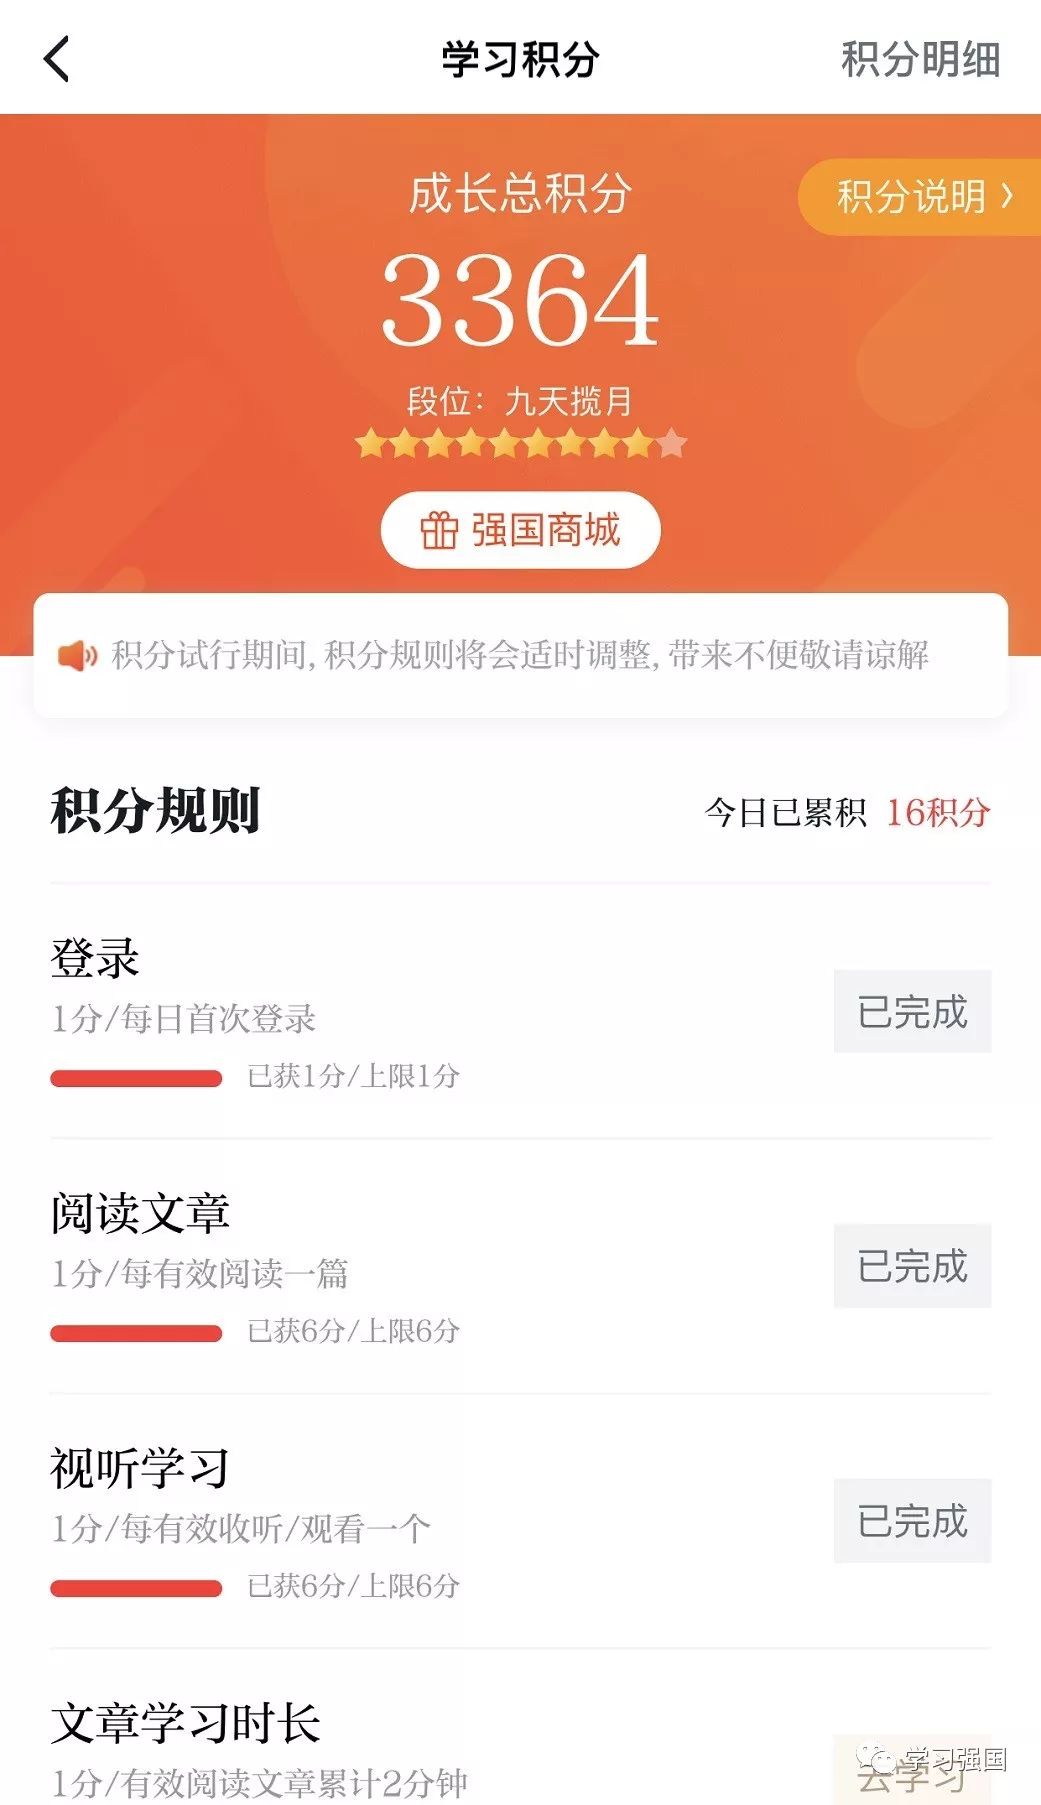 学习积分
积分明细
成长总积分
积分说明
3364
段位：九天揽月
强国商城
积分试行期间,积分规则将会适时调整,带来不便敬请谅解
积分规则
今日已累积 16积分
登录
1分/每日首次登录
已完成
已获1分/上限1分
阅读文章
1分/每有效阅读一篇
已完成
已获6分/上限6分
视听学习
1分/每有效收听/观看一个
已完成
已获6分/上限6分
文章学习时长
1分/有效阅读文章累计2分钟
去学习
学习强国